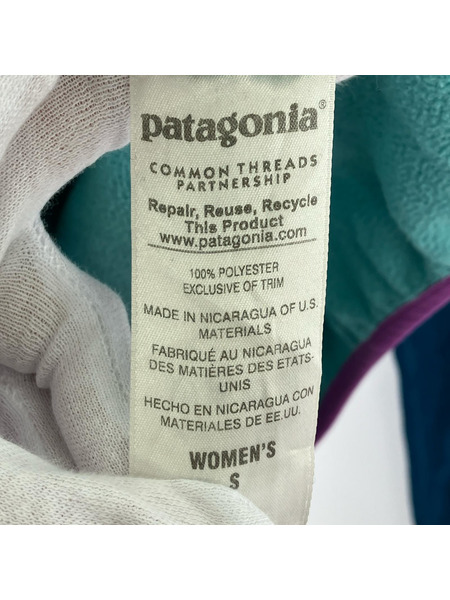 patagonia®
COMMON THREADS
PARTNERSHIP
Repair, Reuse, Recycle
This Product
www.patagonia.com
100% POLYESTER
EXCLUSIVE OF TRIM
MADE IN NICARAGUA OF U.S.
MATERIALS
FABRIQUÉ AU NICARAGUA
DES MATIÈRES DES ETATS-
UNIS
HECHO EN NICARAGUA CON
MATERIALES DE EE.UU.
WOMEN'S
S